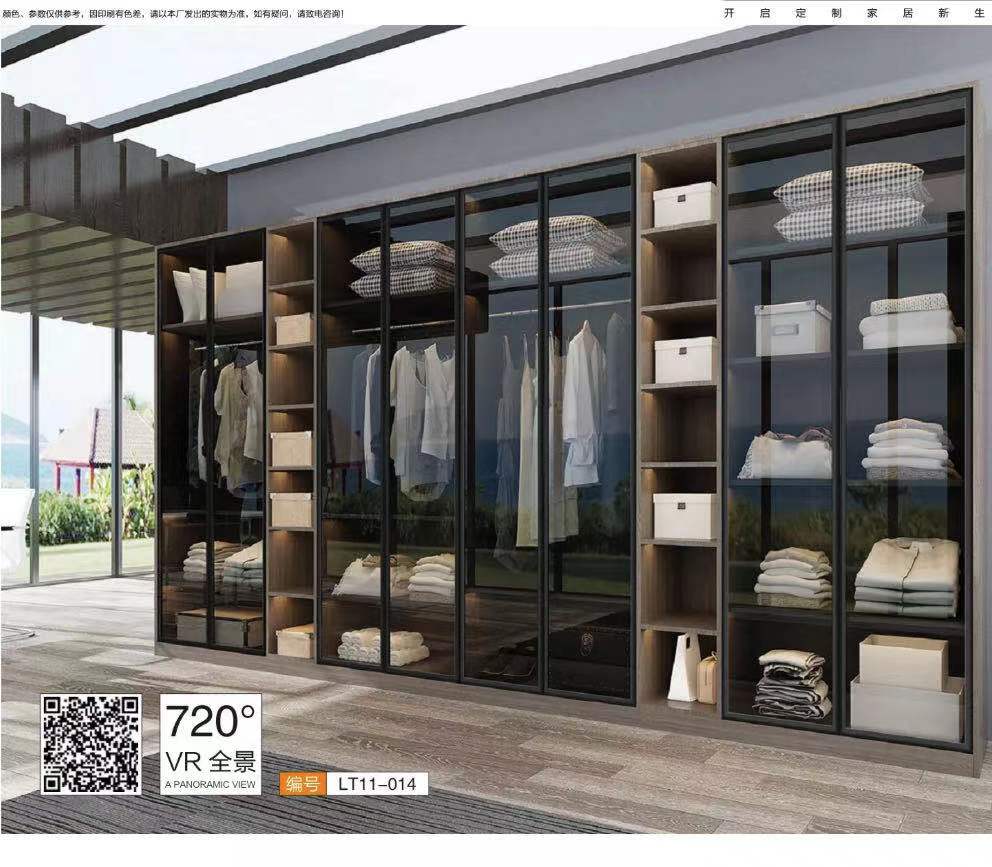 颜色、参数仅供参考，因印刷有色差，请以本厂发出的实物为准，如有疑问，请致电咨询！
开启定制家居新生
720°
VR 全景
A PANORAMIC VIEW
编号 LT11-014